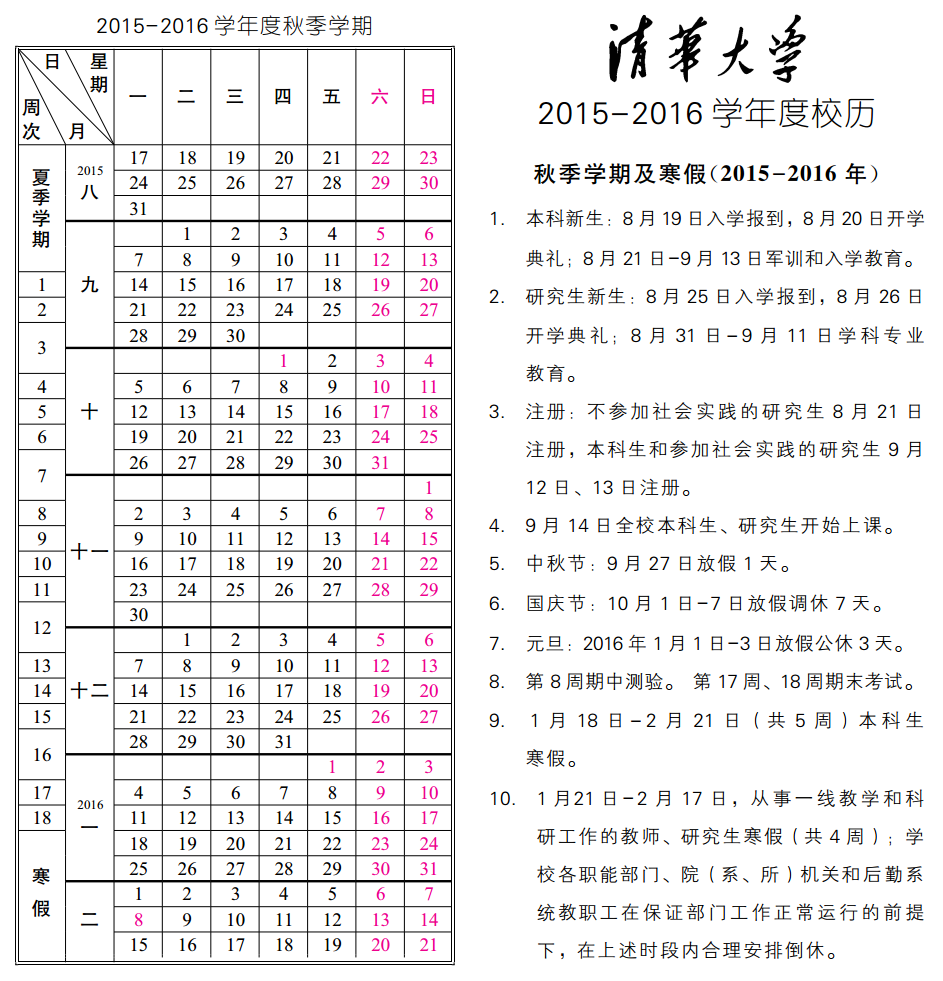 2015-2016 学年度秋季学期
日 星期 周次 月 一 二 三 四 五 六 日
夏季学期 2015 八 17 18 19 20 21 22 23
24 25 26 27 28 29 30
31
九 1 2 3 4 5 6
7 8 9 10 11 12 13
1 14 15 16 17 18 19 20
2 21 22 23 24 25 26 27
3 28 29 30
十 1 2 3 4
4 5 6 7 8 9 10 11
5 12 13 14 15 16 17 18
6 19 20 21 22 23 24 25
7 26 27 28 29 30 31
十一 1
8 2 3 4 5 6 7 8
9 9 10 11 12 13 14 15
10 16 17 18 19 20 21 22
11 23 24 25 26 27 28 29
12 30
十二 1 2 3 4 5 6
13 7 8 9 10 11 12 13
14 14 15 16 17 18 19 20
15 21 22 23 24 25 26 27
16 28 29 30 31
2016 一 1 2 3
17 4 5 6 7 8 9 10
18 11 12 13 14 15 16 17
寒假 18 19 20 21 22 23 24
25 26 27 28 29 30 31
二 1 2 3 4 5 6 7
8 9 10 11 12 13 14
15 16 17 18 19 20 21
清華大学
2015-2016 学年度校历
秋季学期及寒假(2015-2016 年)
1. 本科新生: 8 月 19 日入学报到, 8 月 20 日开学
典礼; 8 月 21 日-9 月 13 日军训和入学教育。
2. 研究生新生: 8 月 25 日入学报到, 8 月 26 日
开学典礼; 8 月 31 日-9 月 11 日学科专业
教育。
3. 注册: 不参加社会实践的研究生 8 月 21 日
注册, 本科生和参加社会实践的研究生 9 月
12 日、13 日注册。
4. 9 月 14 日全校本科生、研究生开始上课。
5. 中秋节: 9 月 27 日放假 1 天。
6. 国庆节: 10 月 1 日-7 日放假调休 7 天。
7. 元旦: 2016 年 1 月 1 日-3 日放假公休 3 天。
8. 第 8 周期中测验。 第 17 周、18 周期末考试。
9. 1 月 18 日-2 月 21 日(共 5 周)本科生
寒假。
10. 1 月21 日-2 月 17 日, 从事一线教学和科
研工作的教师、研究生寒假(共 4 周); 学
校各职能部门、院(系、所)机关和后勤系
统教职工在保证部门工作正常运行的前提
下, 在上述时段内合理安排倒休。